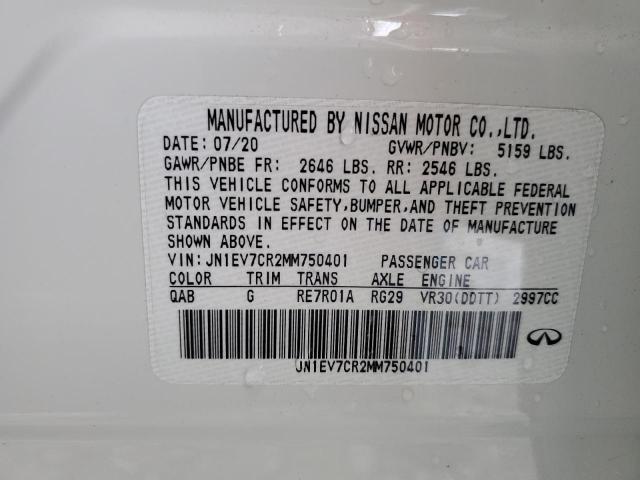 MANUFACTURED BY NISSAN MOTOR CO.,LTD.
DATE: 07/20 GVWR/PNBV: 5159 LBS.
GAWR/PNBE FR: 2646 LBS. RR: 2546 LBS.
THIS VEHICLE CONFORMS TO ALL APPLICABLE FEDERAL
MOTOR VEHICLE SAFETY,BUMPER,AND THEFT PREVENTION
STANDARDS IN EFFECT ON THE DATE OF MANUFACTURE
SHOWN ABOVE.
VIN: JN1EV7CR2MM750401 PASSENGER CAR
COLOR TRIM TRANS AXLE ENGINE
QAB G RE7R01A RG29 VR30(DDTT) 2997CC
JN1EV7CR2MM750401